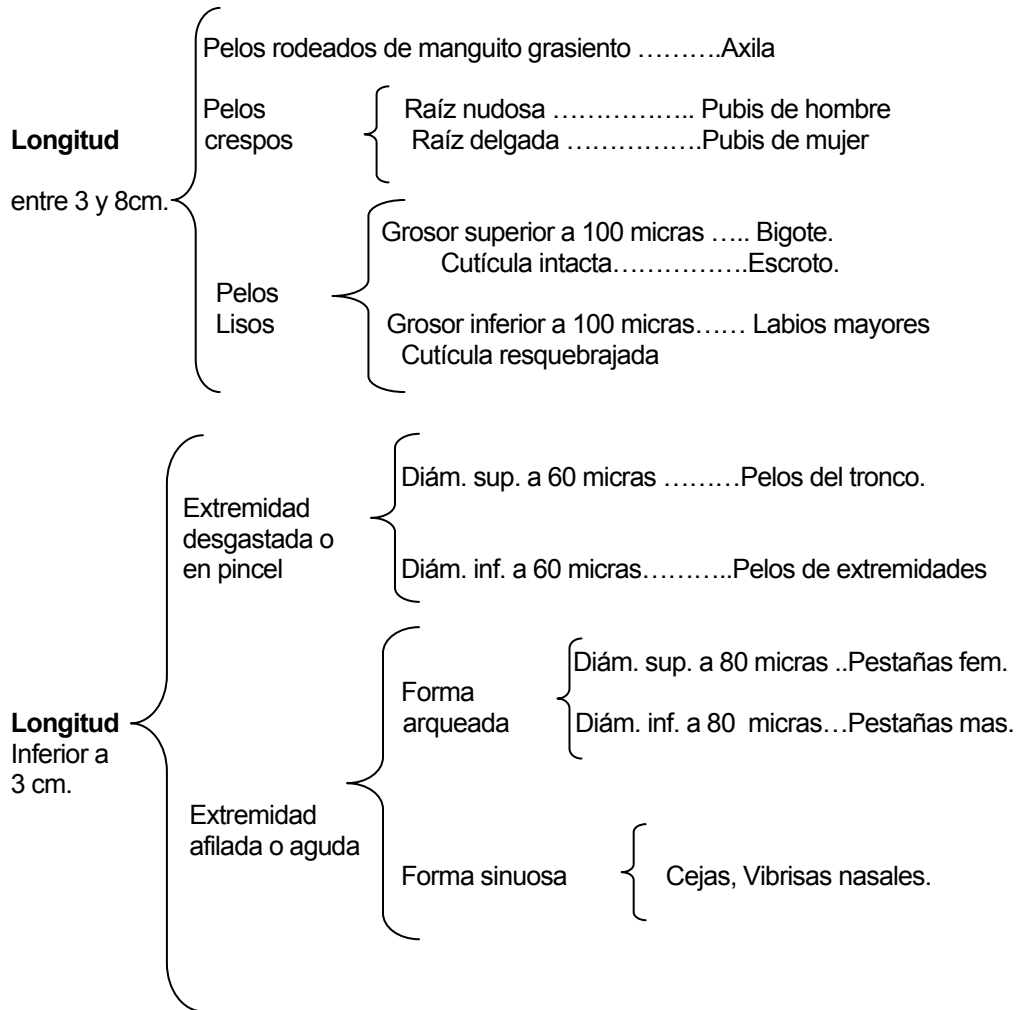 Pelos rodeados de manguito grasiento ……….Axila
Pelos
crespos
Raíz nudosa …………….. Pubis de hombre
Raíz delgada …………….Pubis de mujer
Longitud
entre 3 y 8cm.
Grosor superior a 100 micras ….. Bigote.
Cutícula intacta…………….Escroto.
Pelos
Lisos
Grosor inferior a 100 micras…… Labios mayores
Cutícula resquebrajada
Diám. sup. a 60 micras ………Pelos del tronco.
Extremidad
desgastada o
en pincel
Diám. inf. a 60 micras………..Pelos de extremidades
Diám. sup. a 80 micras ..Pestañas fem.
Forma
arqueada
Diám. inf. a 80  micras…Pestañas mas.
Longitud
Inferior a
3 cm.
Extremidad
afilada o aguda
Forma sinuosa
Cejas, Vibrisas nasales.